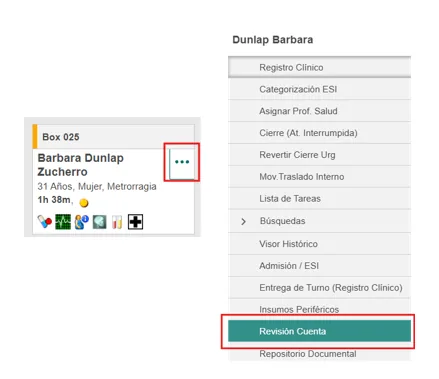 Box 025
Barbara Dunlap
Zucherro
31 Años, Mujer, Metrorragia
1h 38m,
Dunlap Barbara
Registro Clínico
Categorización ESI
Asignar Prof. Salud
Cierre (At. Interrumpida)
Revertir Cierre Urg
Mov.Traslado Interno
Lista de Tareas
Búsquedas
Visor Histórico
Admisión / ESI
Entrega de Turno (Registro Clínico)
Insumos Periféricos
Revisión Cuenta
Repositorio Documental